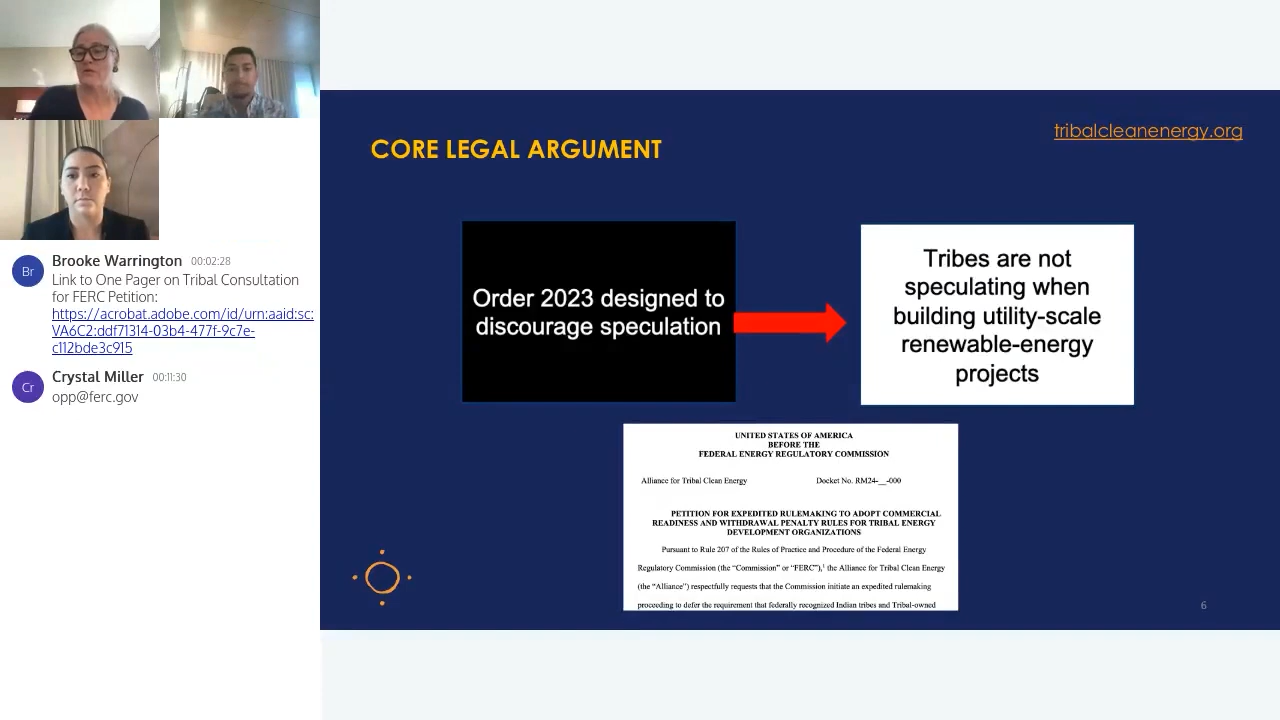 Br
Brooke Warrington 00:02:28
Link to One Pager on Tribal Consultation
for FERC Petition:
https://acrobat.adobe.com/id/urn:aaid:sc:
VA6C2:ddf71314-03b4-477f-9c7e-
c112bde3c915
Cr
Crystal Miller 00:11:30
opp@ferc.gov
tribalcleanenergy.org
CORE LEGAL ARGUMENT
Order 2023 designed to
discourage speculation
Tribes are not
speculating when
building utility-scale
renewable-energy
projects
UNITED STATES OF AMERICA
BEFORE THE
FEDERAL ENERGY REGULATORY COMMISSION
Alliance for Tribal Clean Energy Docket No. RM24-__-000
PETITION FOR EXPEDITED RULEMAKING TO ADOPT COMMERCIAL
READINESS AND WITHDRAWAL PENALTY RULES FOR TRIBAL ENERGY
DEVELOPMENT ORGANIZATIONS
Pursuant to Rule 207 of the Rules of Practice and Procedure of the Federal Energy
Regulatory Commission (the “Commission” or “FERC”),¹ the Alliance for Tribal Clean Energy
(the “Alliance”) respectfully requests that the Commission initiate an expedited rulemaking
proceeding to defer the requirement that federally recognized Indian tribes and Tribal-owned
6